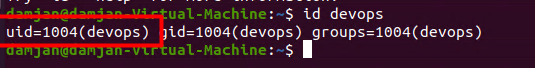 damjan@damjan-Virtual-Machine:~$ id devops
uid=1004(devops) gid=1004(devops) groups=1004(devops)
damjan@damjan-Virtual-Machine:~$